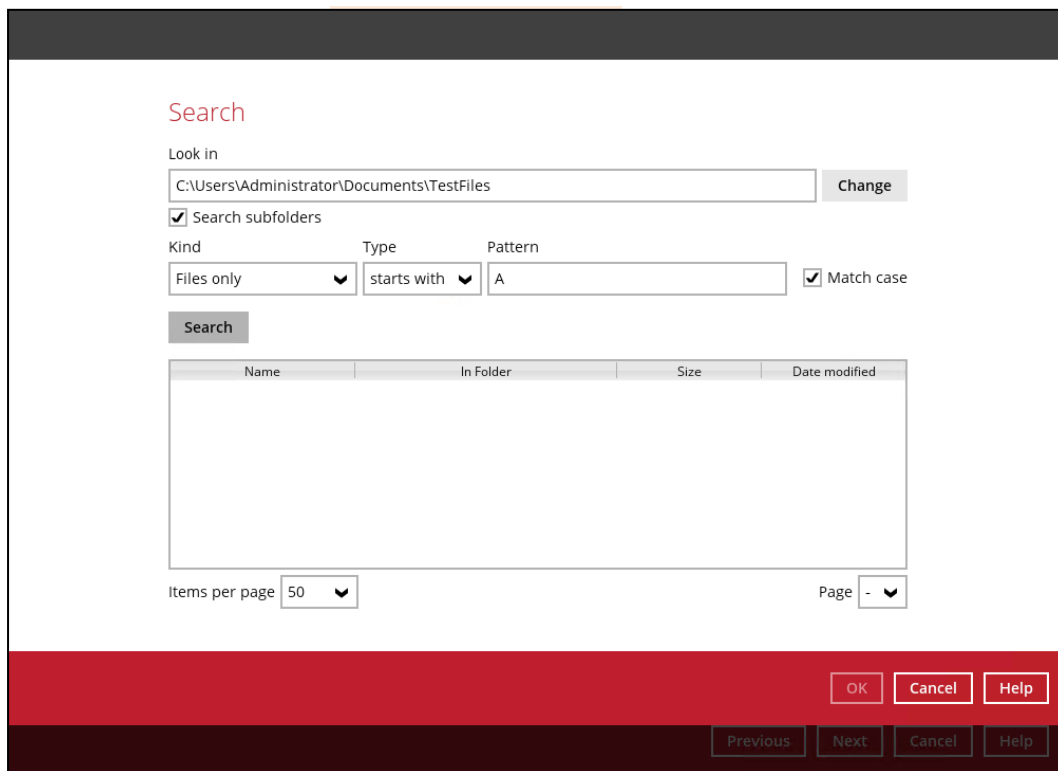 Search
Look in
C:\Users\Administrator\Documents\TestFiles Change
Search subfolders
Kind Type Pattern
Files only starts with A Match case
Search
Name In Folder Size Date modified
Items per page 50 Page -
OK Cancel Help
Previous Next Cancel Help